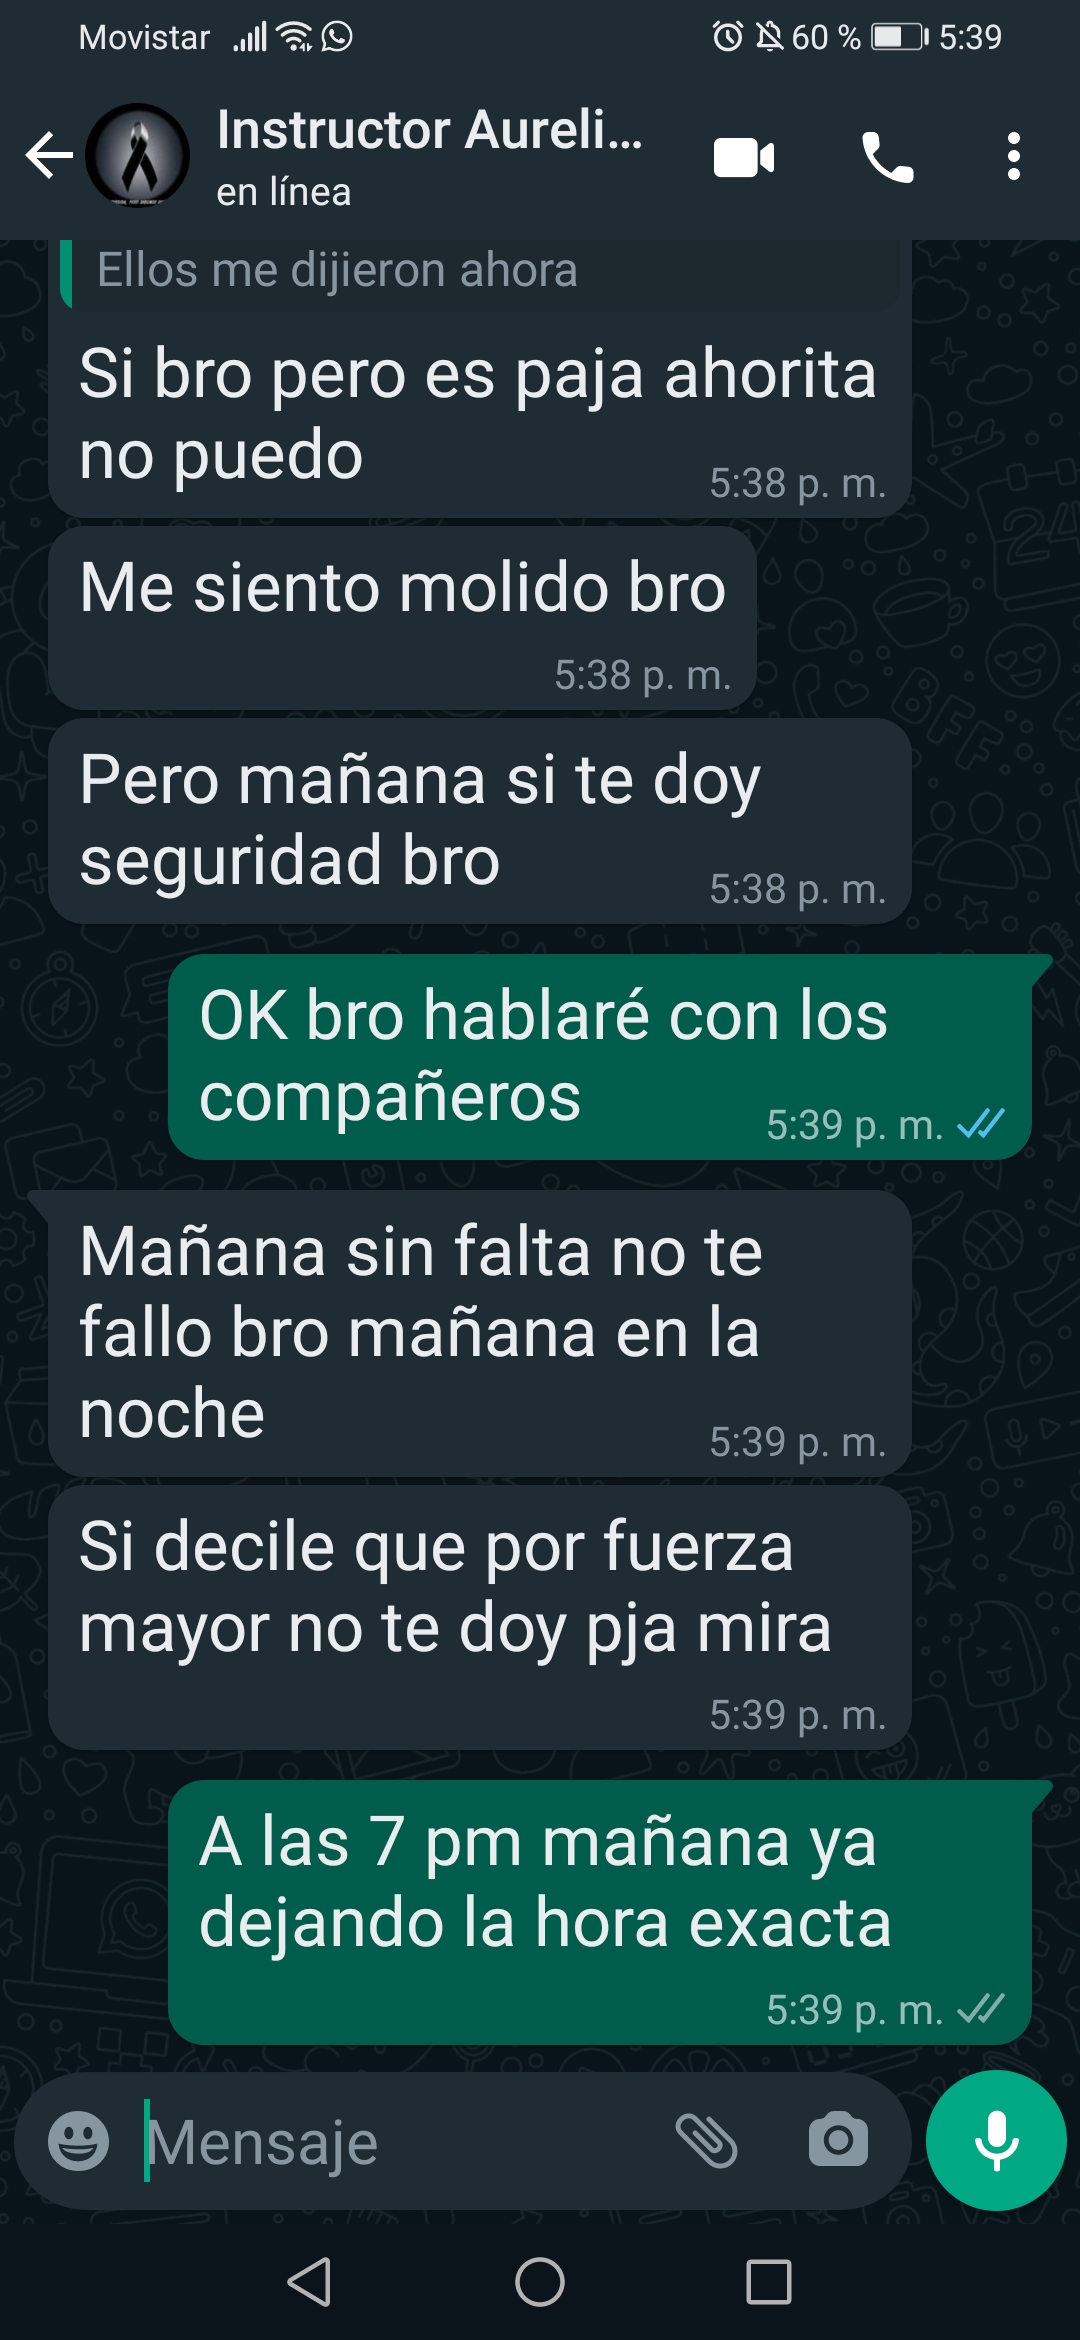 Movistar 60 % 5:39
Instructor Aureli...
en línea
Ellos me dijieron ahora
Si bro pero es paja ahorita
no puedo
5:38 p. m.
Me siento molido bro
5:38 p. m.
Pero mañana si te doy
seguridad bro
5:38 p. m.
OK bro hablaré con los
compañeros
5:39 p. m.
Mañana sin falta no te
fallo bro mañana en la
noche
5:39 p. m.
Si decile que por fuerza
mayor no te doy pja mira
5:39 p. m.
A las 7 pm mañana ya
dejando la hora exacta
5:39 p. m.
Mensaje